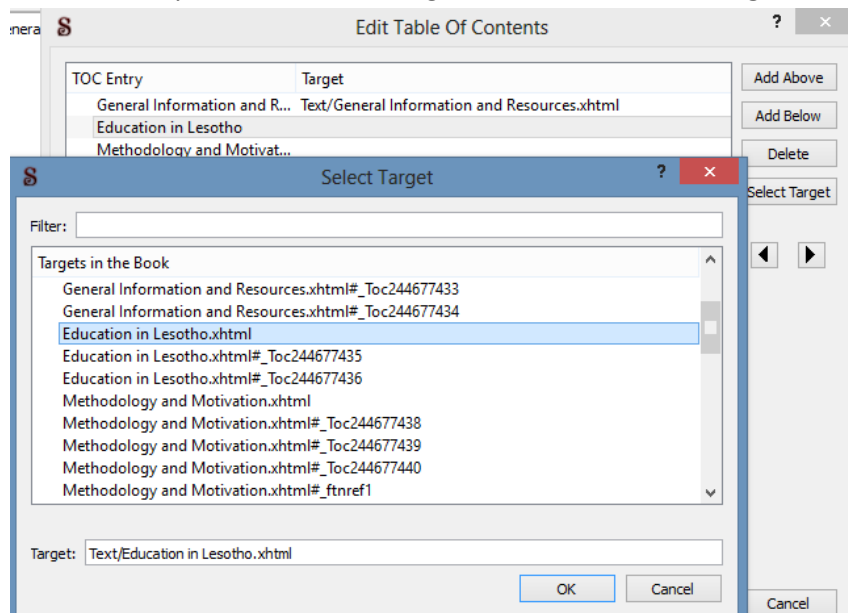 Edit Table Of Contents
?
TOC Entry Target
Add Above
General Information and R... Text/General Information and Resources.xhtml
Add Below
Education in Lesotho
Methodology and Motivat...
Delete
Select Target ?
Select Target
Filter:
Targets in the Book
General Information and Resources.xhtml#_Toc244677433
General Information and Resources.xhtml#_Toc244677434
Education in Lesotho.xhtml
Education in Lesotho.xhtml#_Toc244677435
Education in Lesotho.xhtml#_Toc244677436
Methodology and Motivation.xhtml
Methodology and Motivation.xhtml#_Toc244677438
Methodology and Motivation.xhtml#_Toc244677439
Methodology and Motivation.xhtml#_Toc244677440
Methodology and Motivation.xhtml#_ftnref1
Target: Text/Education in Lesotho.xhtml
OK Cancel
Cancel